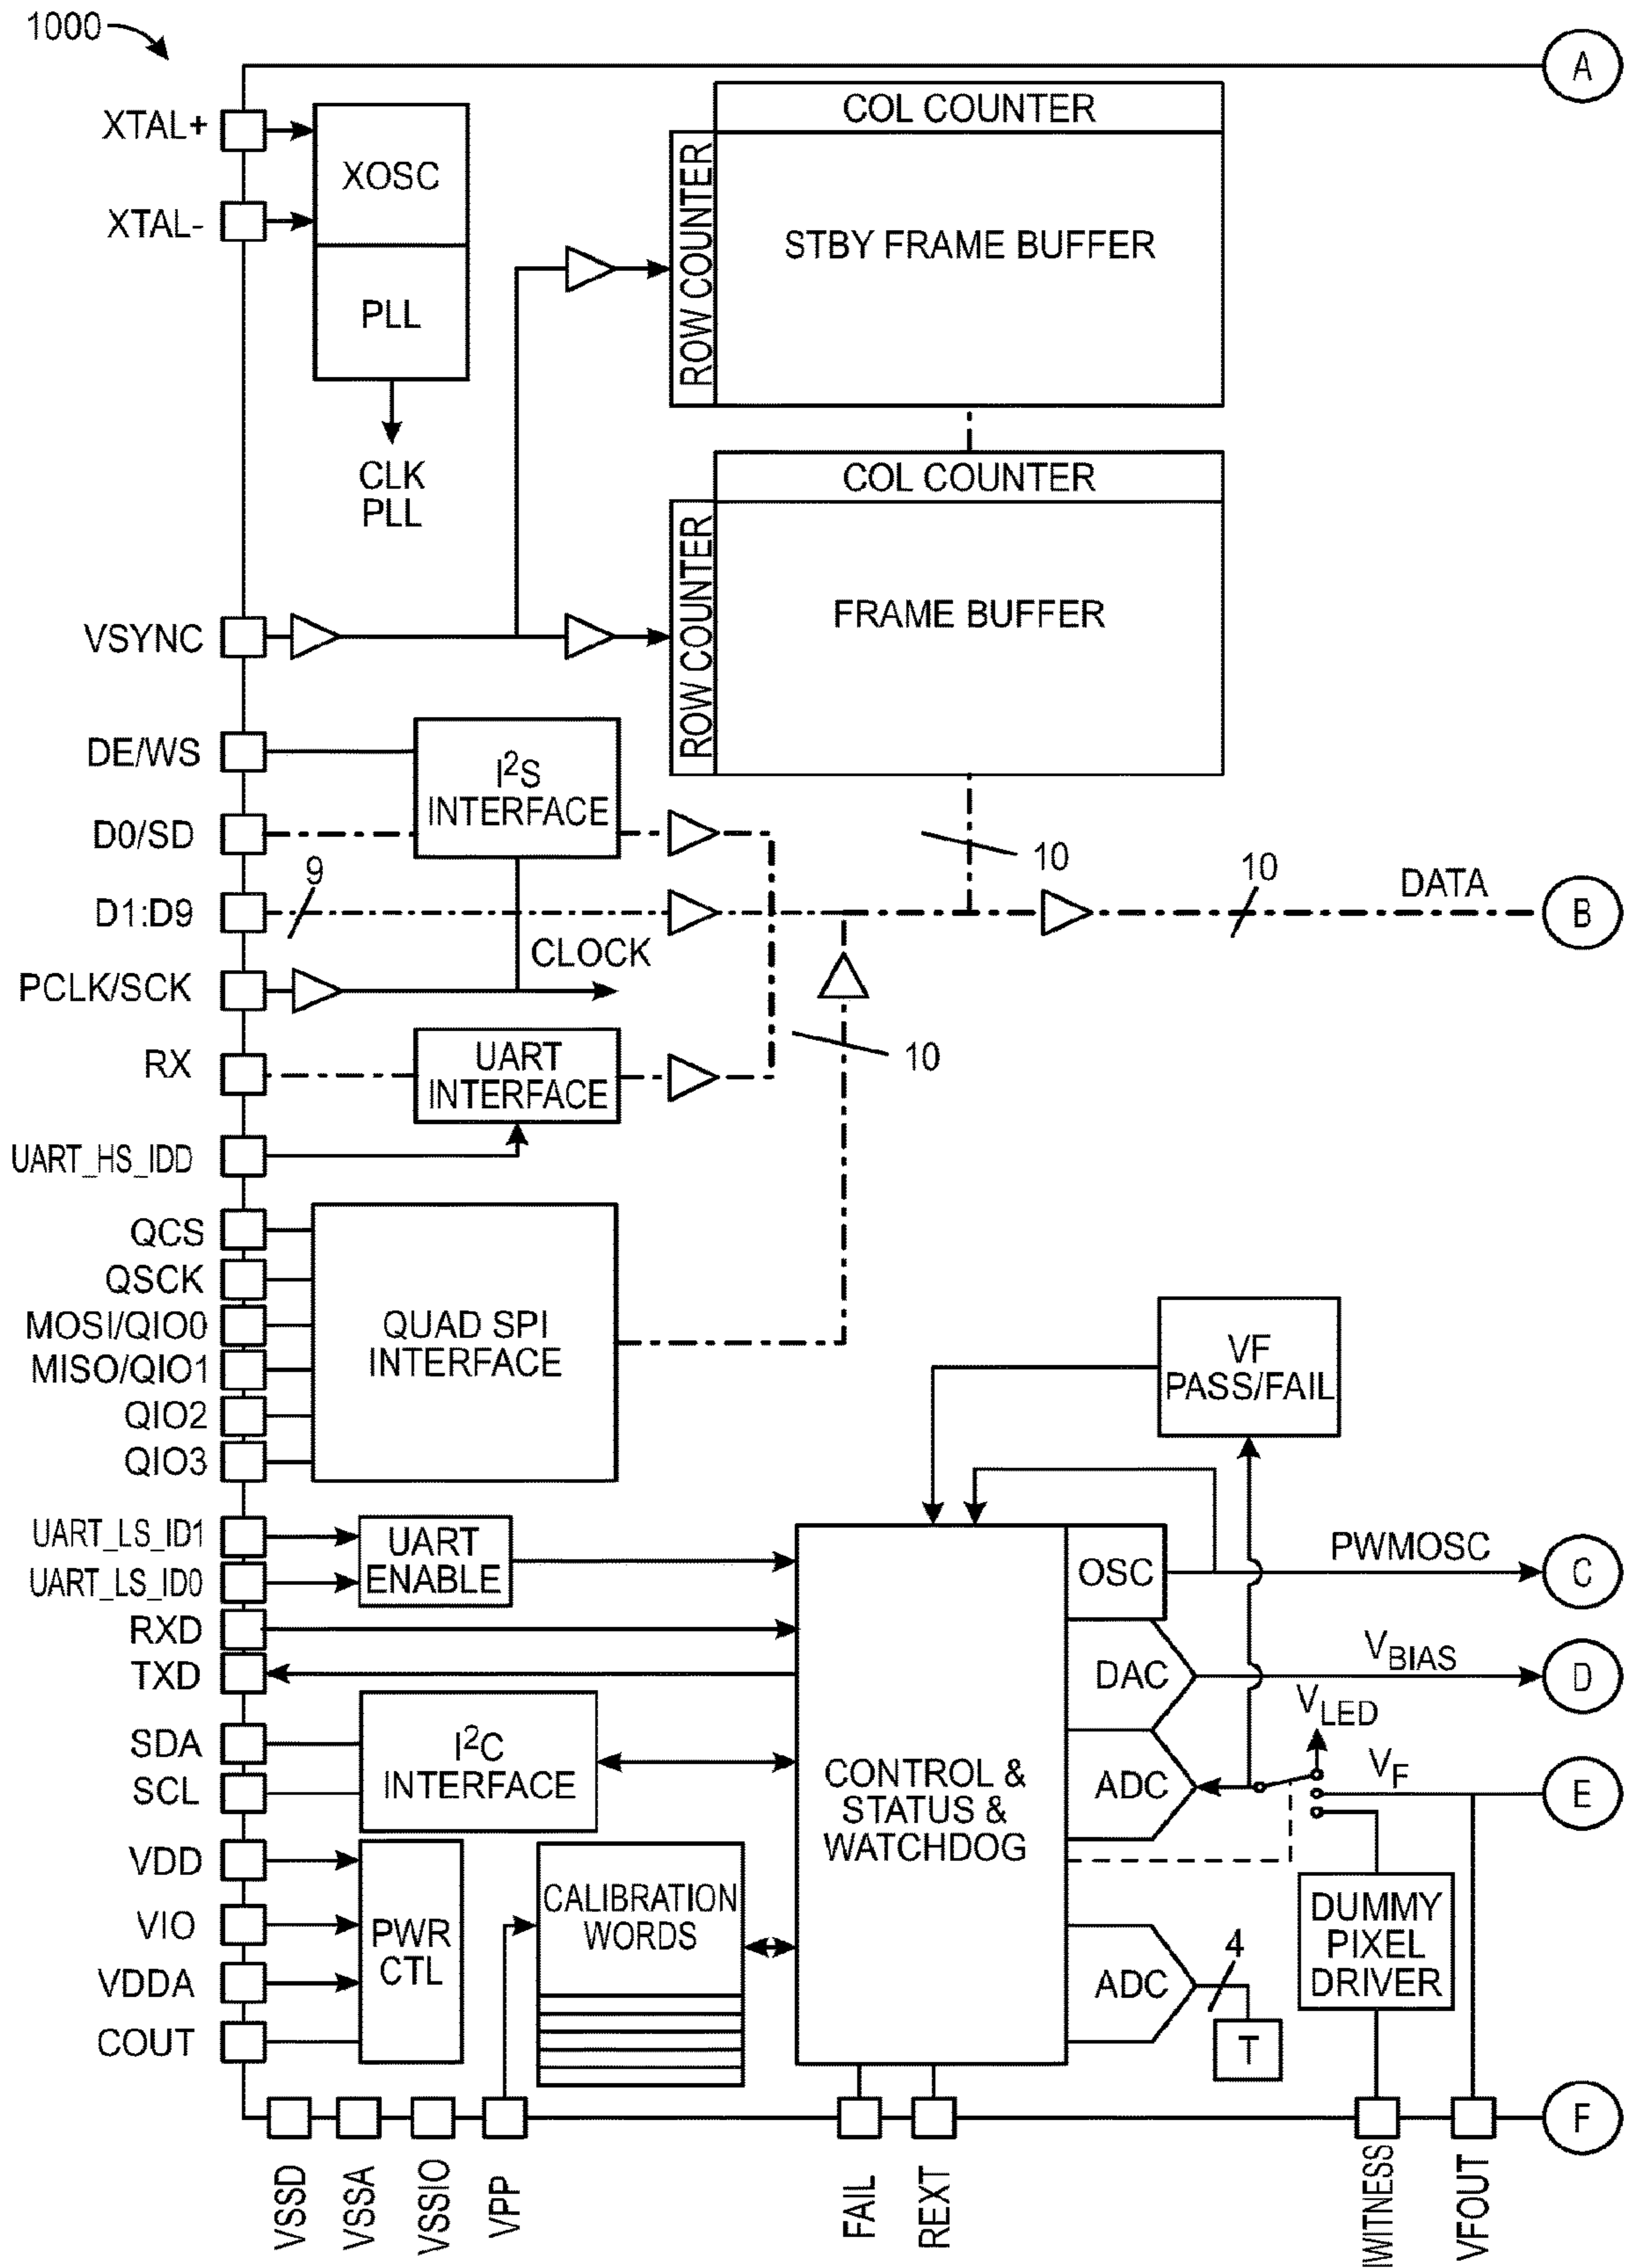 1000
A
XTAL+
XTAL-
XOSC
PLL
CLK
PLL
COL COUNTER
ROW COUNTER
STBY FRAME BUFFER
COL COUNTER
ROW COUNTER
FRAME BUFFER
VSYNC
DE/WS
I²S
INTERFACE
D0/SD
10
9
10
DATA
D1:D9
B
CLOCK
PCLK/SCK
10
RX
UART
INTERFACE
UART_HS_IDD
QCS
QSCK
MOSI/QIO0
MISO/QIO1
QIO2
QIO3
QUAD SPI
INTERFACE
VF
PASS/FAIL
UART_LS_ID1
UART_LS_ID0
UART
ENABLE
RXD
TXD
OSC
PWMOSC
C
DAC
VBIAS
D
VLED
SDA
SCL
I²C
INTERFACE
CONTROL &
STATUS &
WATCHDOG
ADC
VF
E
VDD
VIO
VDDA
COUT
PWR
CTL
CALIBRATION
WORDS
ADC
4
T
DUMMY
PIXEL
DRIVER
F
VSSD
VSSA
VSSIO
VPP
FAIL
REXT
IWITNESS
VFOUT